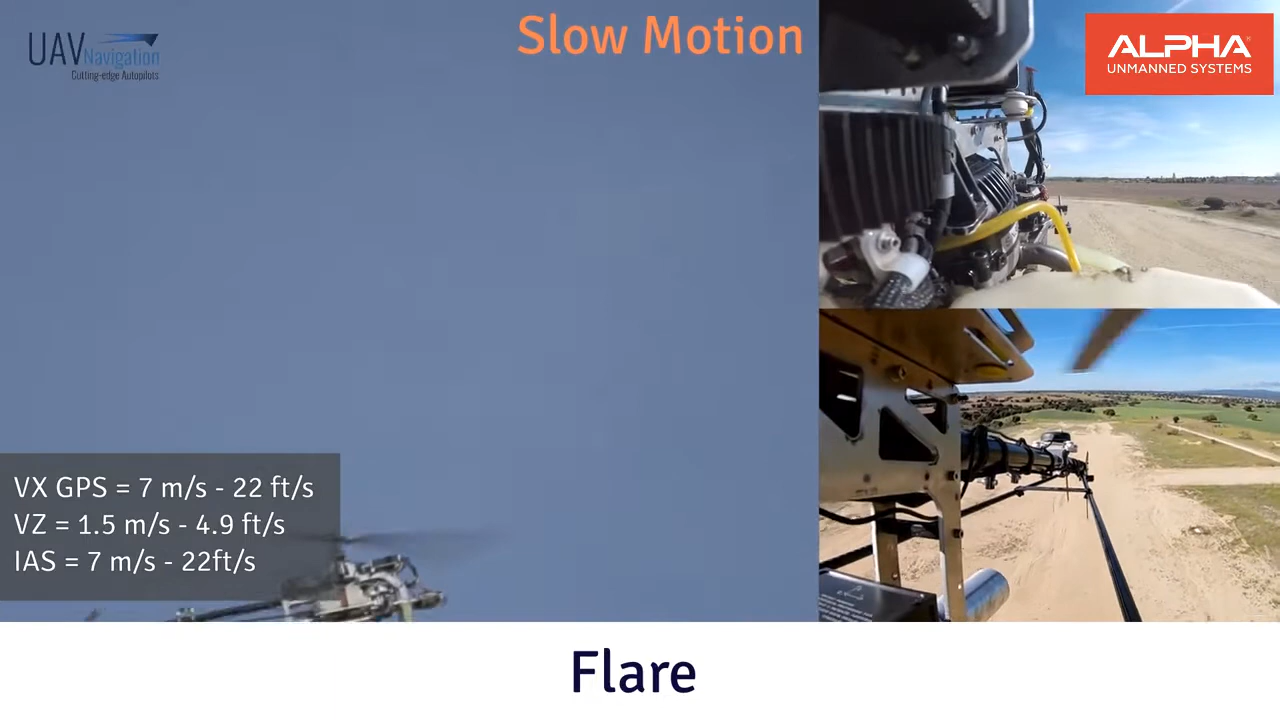 Slow Motion
UAV Navigation
Cutting-edge Autopilots
ALPHA
UNMANNED SYSTEMS
VX GPS = 7 m/s - 22 ft/s
VZ = 1.5 m/s - 4.9 ft/s
IAS = 7 m/s - 22ft/s
Flare